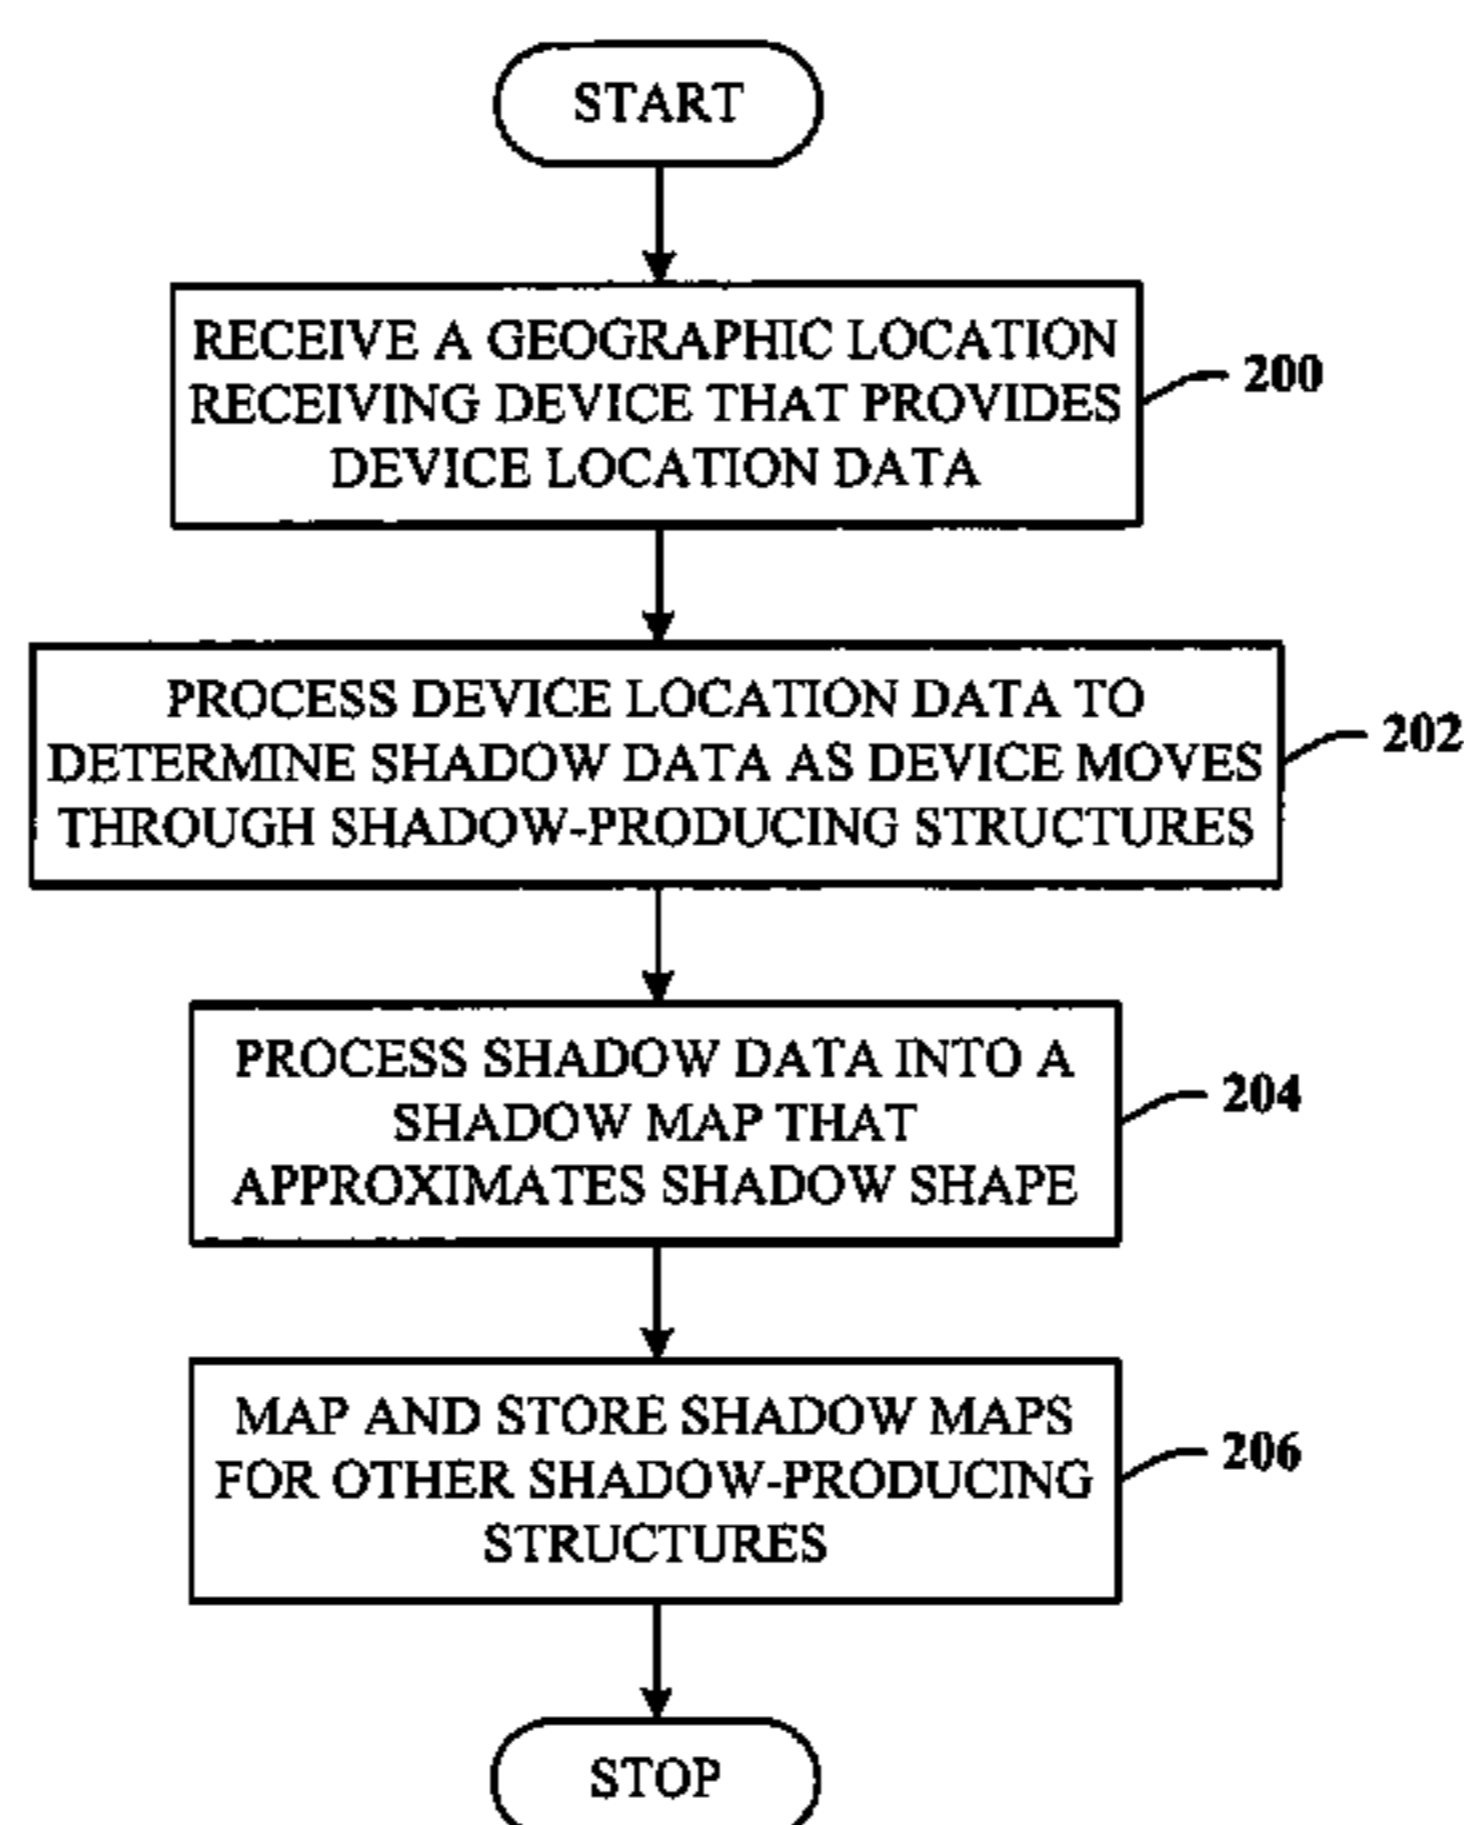 START
RECEIVE A GEOGRAPHIC LOCATION
RECEIVING DEVICE THAT PROVIDES
DEVICE LOCATION DATA
200
PROCESS DEVICE LOCATION DATA TO
DETERMINE SHADOW DATA AS DEVICE MOVES
THROUGH SHADOW-PRODUCING STRUCTURES
202
PROCESS SHADOW DATA INTO A
SHADOW MAP THAT
APPROXIMATES SHADOW SHAPE
204
MAP AND STORE SHADOW MAPS
FOR OTHER SHADOW-PRODUCING
STRUCTURES
206
STOP